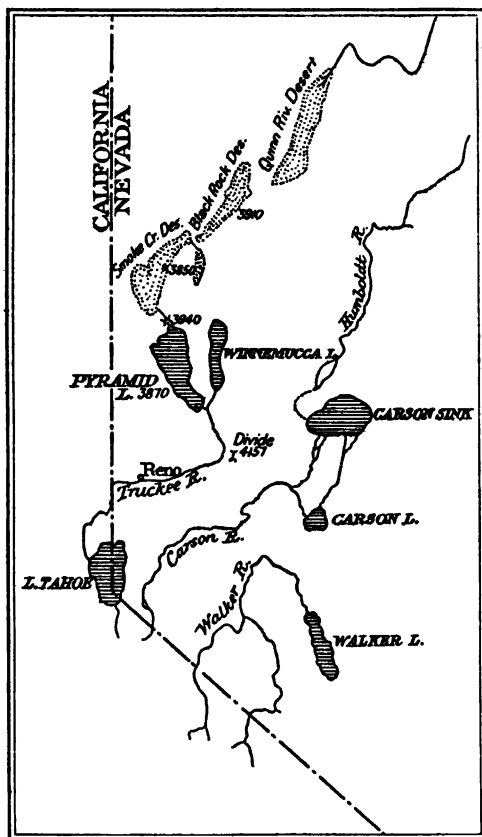 CALIFORNIA
NEVADA
Quinn Riv. Desert
Black Rock Des.
3910
Smoke Cr. Des.
3850
3940
Humboldt R.
WINNEMUCCA L
PYRAMID
L. 3870
CARSON SINK
Divide
4157
Reno
Truckee R.
CARSON L.
Carson R.
L. TAHOE
Walker R.
WALKER L.